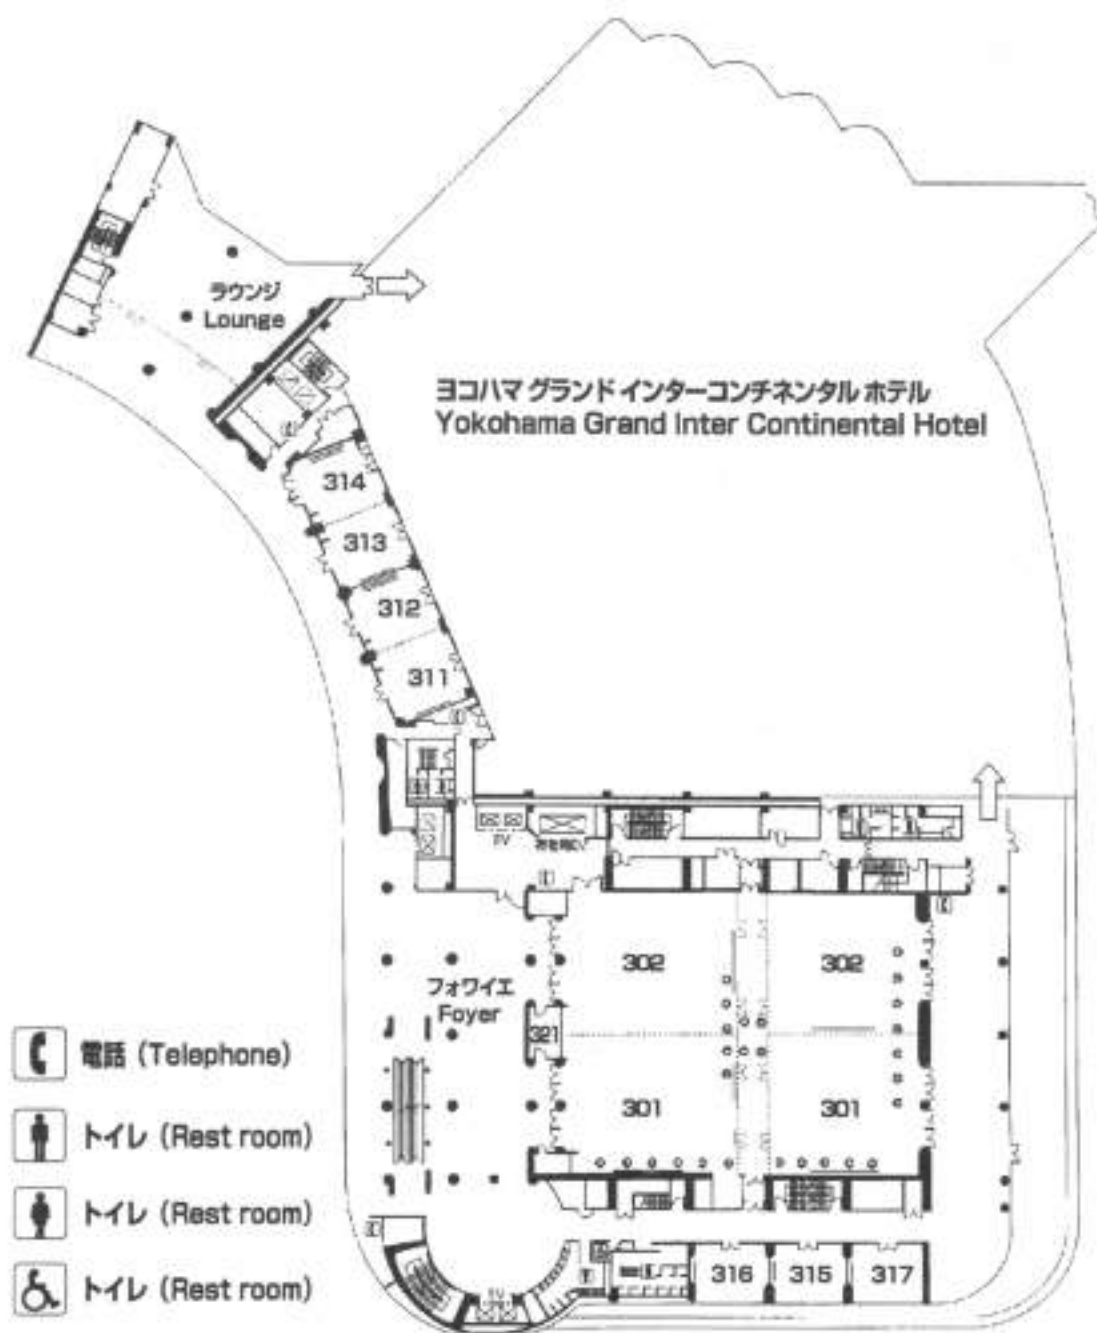 ラウンジ
Lounge
ヨコハマ グランド インターコンチネンタル ホテル
Yokohama Grand Inter Continental Hotel
314
313
312
311
EV
302
302
フォワイエ
Foyer
321
301
301
電話 (Telephone)
トイレ (Rest room)
トイレ (Rest room)
トイレ (Rest room)
EV
316
315
317